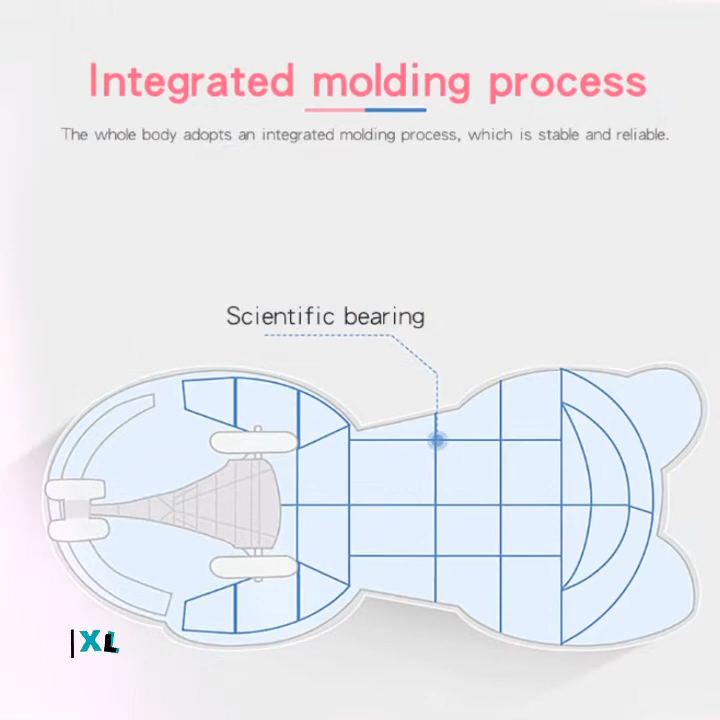 Integrated molding process
The whole body adopts an integrated molding process, which is stable and reliable.
Scientific bearing
|XL